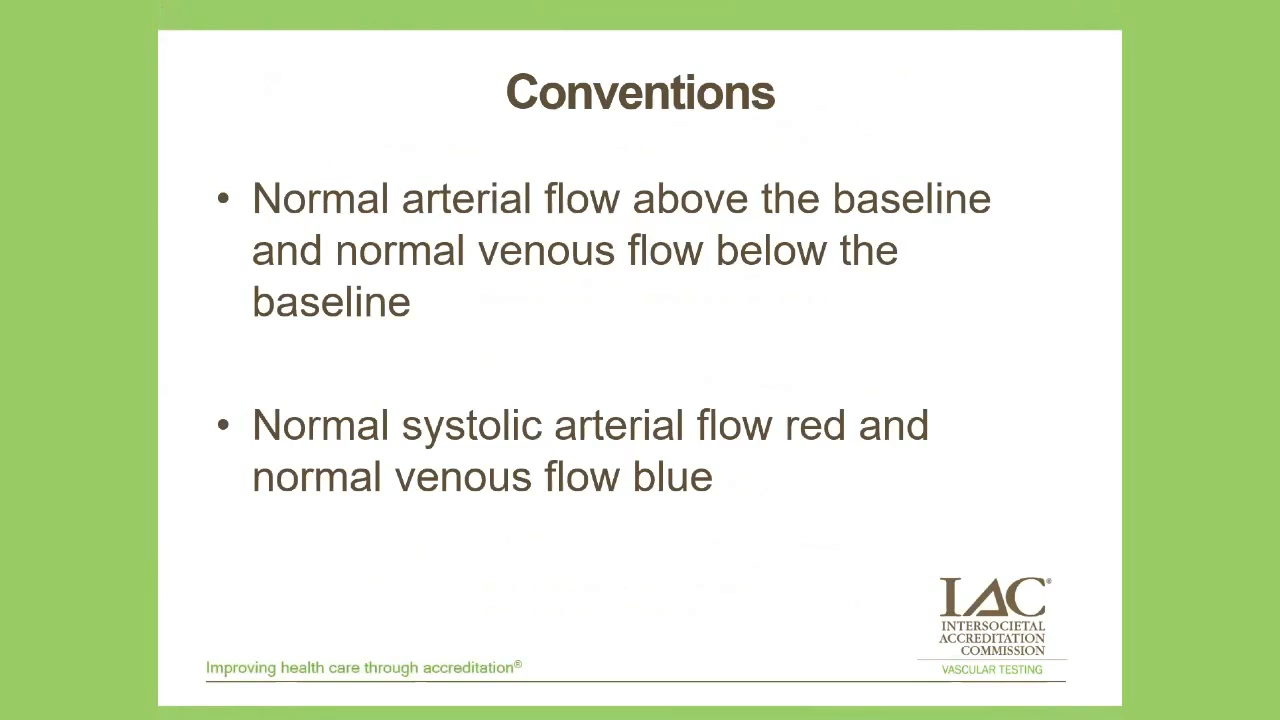 Conventions
• Normal arterial flow above the baseline
and normal venous flow below the
baseline
• Normal systolic arterial flow red and
normal venous flow blue
IAC®
INTERSOCIETAL
ACCREDITATION
COMMISSION
VASCULAR TESTING
Improving health care through accreditation®